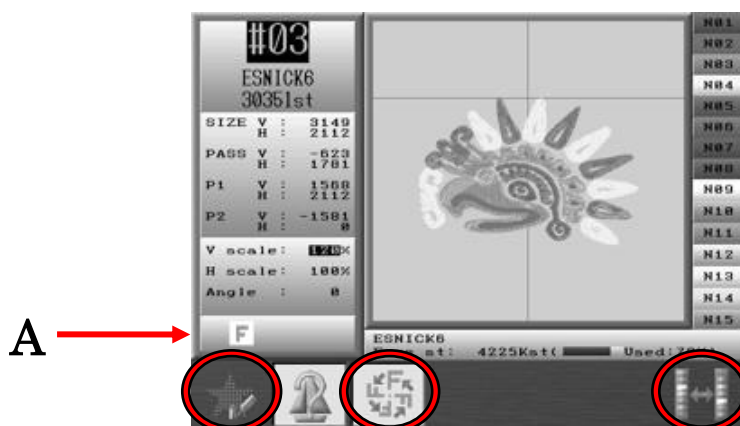 #03
ESNICK6
30351st
SIZE V : 3149
H : 2112
PASS V : -623
H : 1781
P1 V : 1568
H : 2112
P2 V : -1581
H : 0
V scale: 120%
H scale: 100%
Angle : 0
F
A
N01
N02
N03
N04
N05
N06
N07
N08
N09
N10
N11
N12
N13
N14
N15
ESNICK6
st: 4225Kst( Used:
F